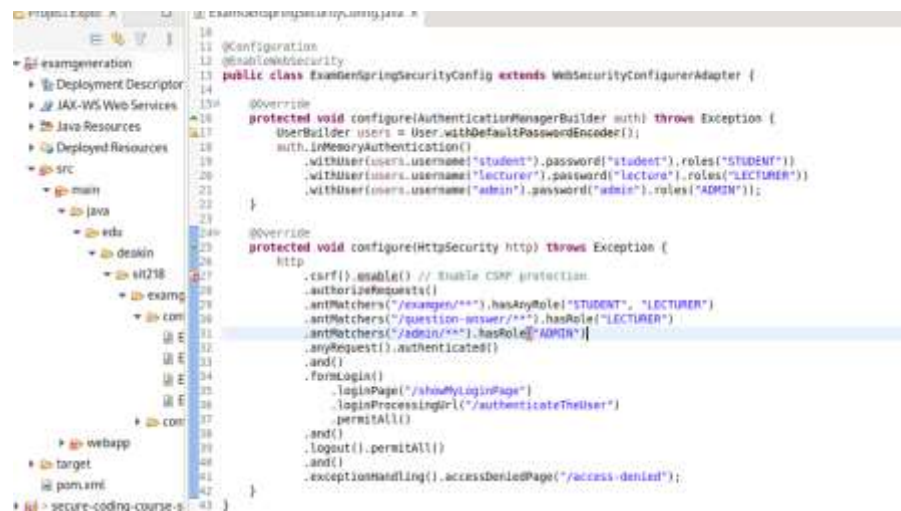 Project Explor
ExamGenSpringSecurityConfig.java
examgeneration
Deployment Descriptor
JAX-WS Web Services
Java Resources
Deployed Resources
src
main
java
edu
deakin
sit218
examg
con
E
E
E
E
com
webapp
target
pom.xml
secure-coding-course-s
10
11 @Configuration
12 @EnableWebSecurity
13 public class ExamGenSpringSecurityConfig extends WebSecurityConfigurerAdapter {
14
15 @Override
16 protected void configure(AuthenticationManagerBuilder auth) throws Exception {
17 UserBuilder users = User.withDefaultPasswordEncoder();
18 auth.inMemoryAuthentication()
19 .withUser(users.username("student").password("student").roles("STUDENT"))
20 .withUser(users.username("lecturer").password("lecture").roles("LECTURER"))
21 .withUser(users.username("admin").password("admin").roles("ADMIN"));
22 }
23
24 @Override
25 protected void configure(HttpSecurity http) throws Exception {
26 http
27 .csrf().enable() // Enable CSRF protection
28 .authorizeRequests()
29 .antMatchers("/examgen/**").hasAnyRole("STUDENT", "LECTURER")
30 .antMatchers("/question-answer/**").hasRole("LECTURER")
31 .antMatchers("/admin/**").hasRole("ADMIN")
32 .anyRequest().authenticated()
33 .and()
34 .formLogin()
35 .loginPage("/showMyLoginPage")
36 .loginProcessingUrl("/authenticateTheUser")
37 .permitAll()
38 .and()
39 .logout().permitAll()
40 .and()
41 .exceptionHandling().accessDeniedPage("/access-denied");
42 }
43 }